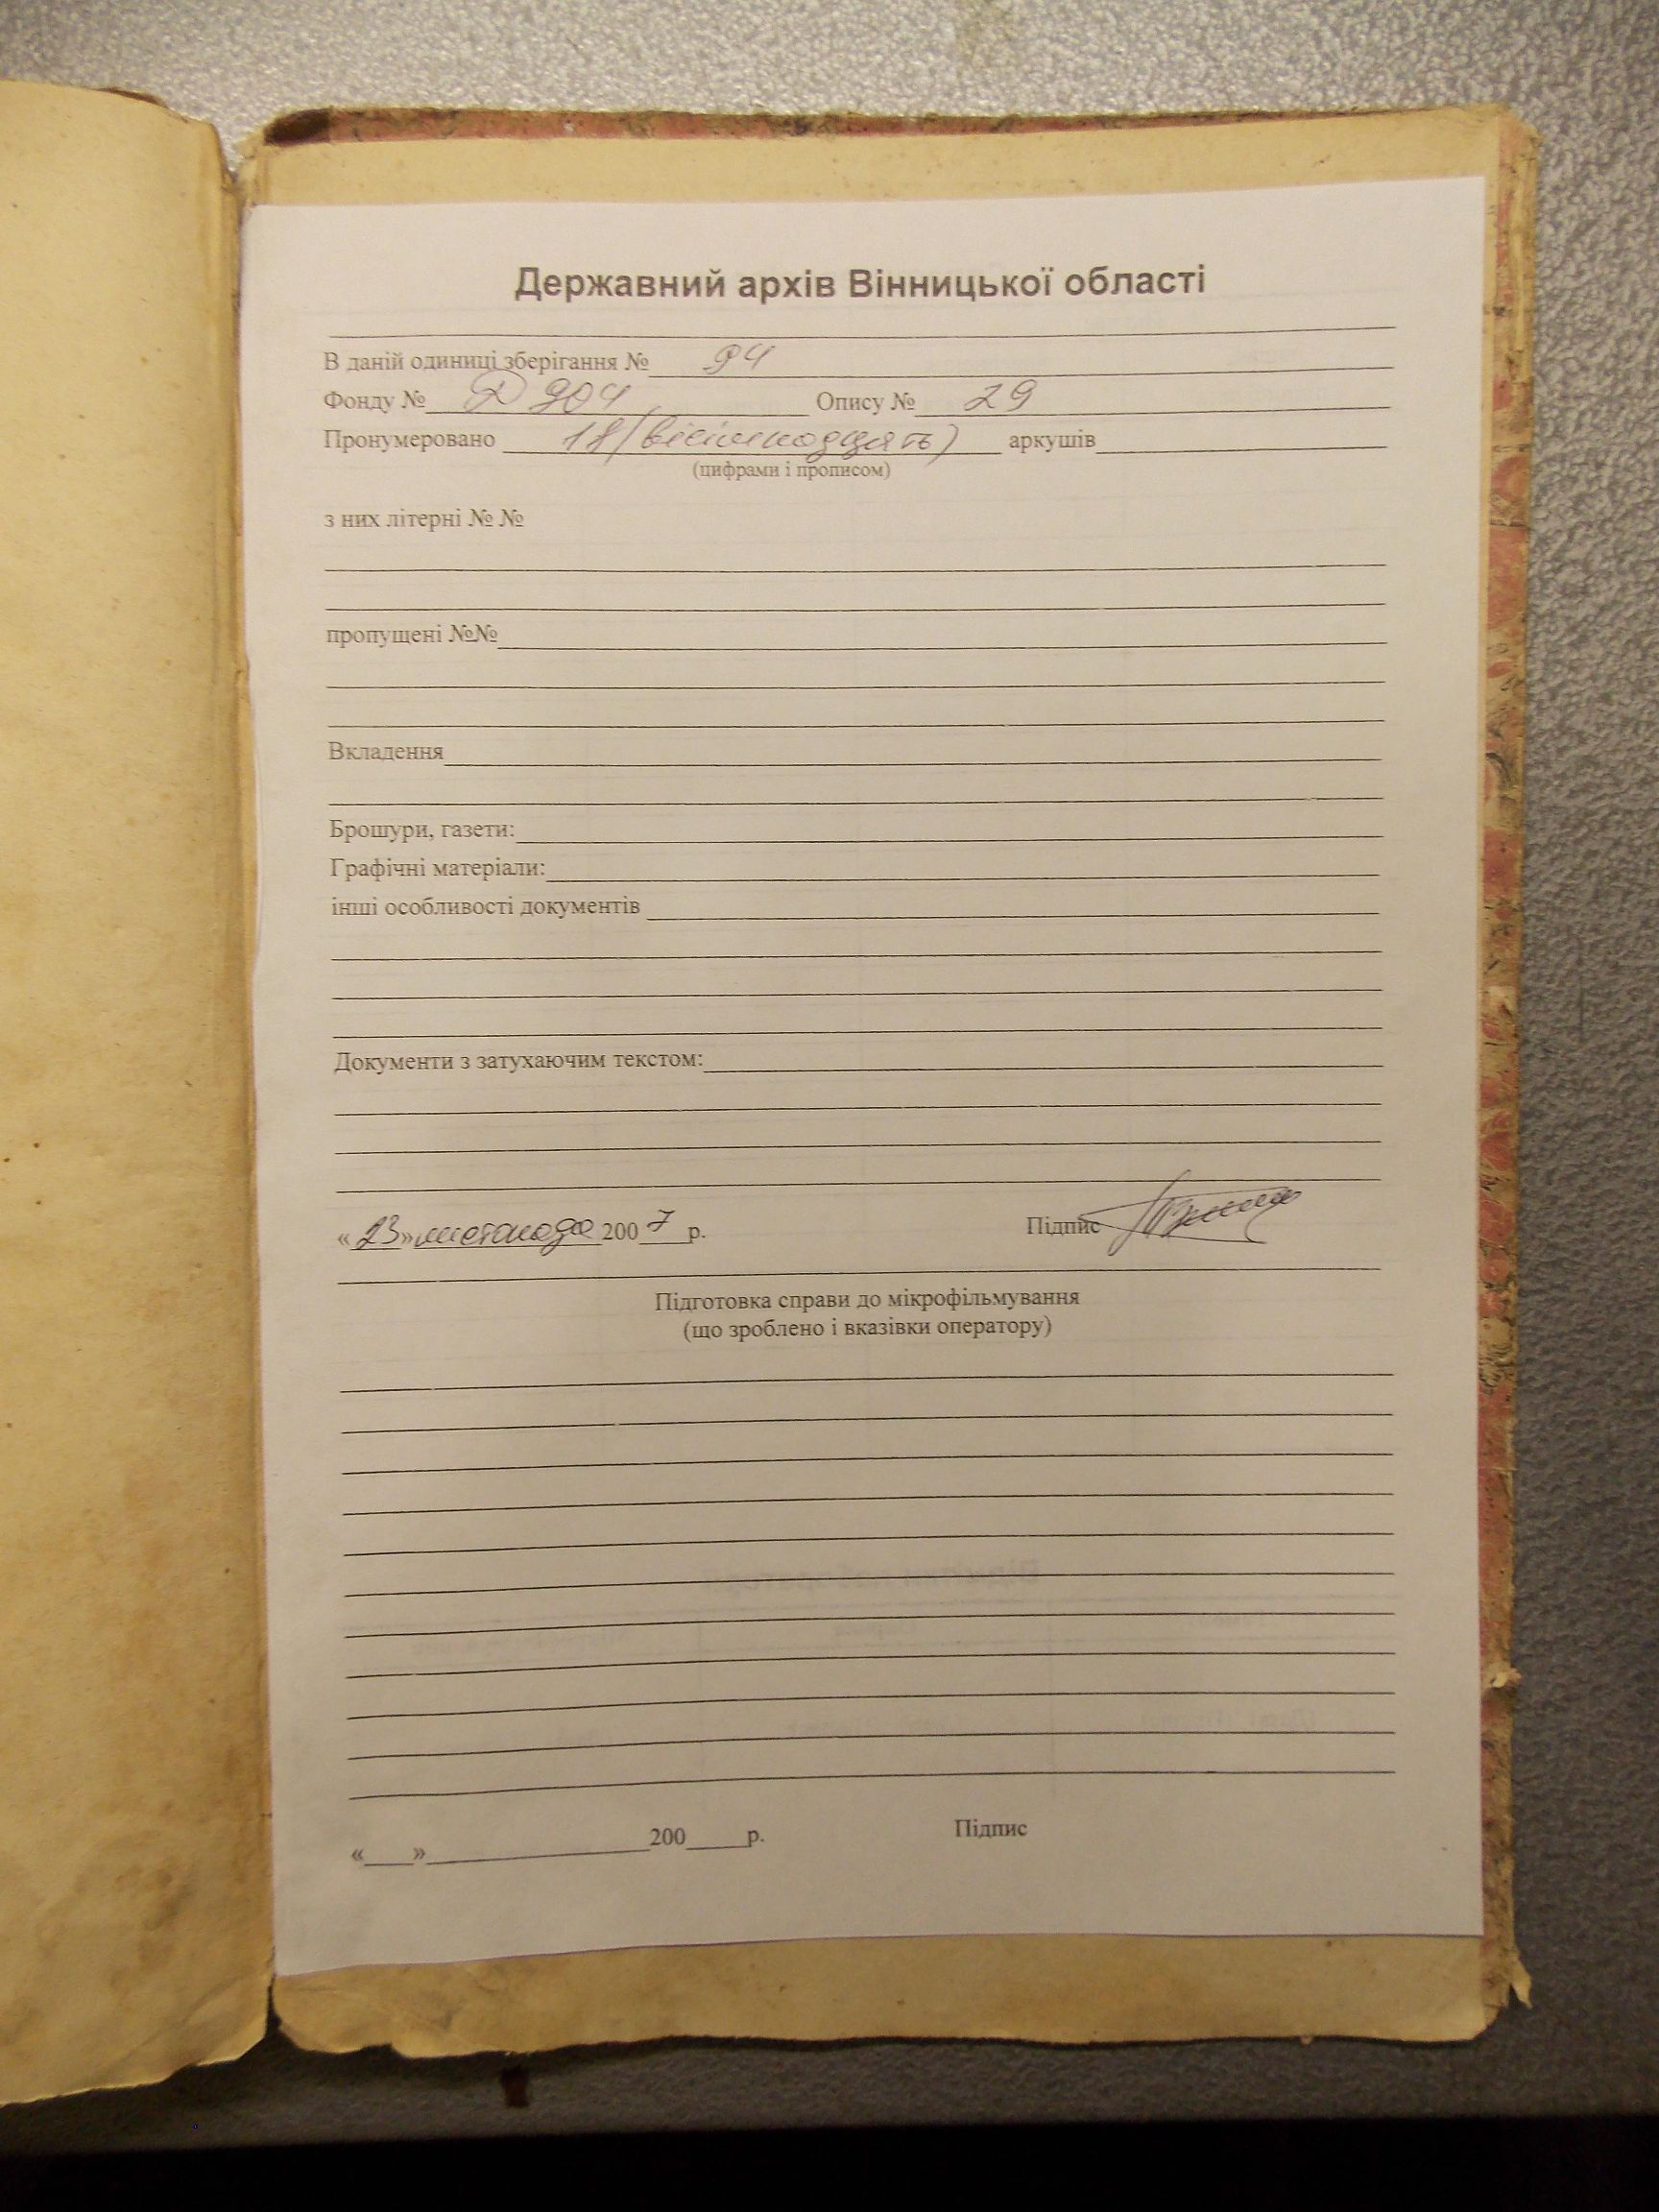 Державний архів Вінницької області
В даній одиниці зберігання № 94
Фонду № Д 904 Опису № 29
Пронумеровано 18 (вісімнадцять) аркушів
(цифрами і прописом)
з них літерні № №
пропущені №№
Вкладення
Брошури, газети:
Графічні матеріали:
інші особливості документів
Документи з затухаючим текстом:
«23» листопада 2007 р. Підпис
Підготовка справи до мікрофільмування
(що зроблено і вказівки оператору)
«___»___200___р. Підпис